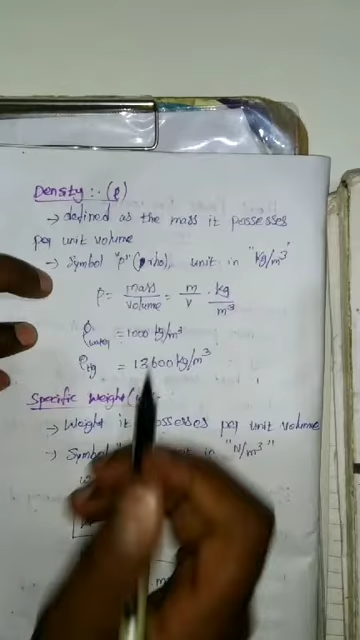 Density :- (ρ)
→ defined as the mass it possesses
per unit volume
→ Symbol "ρ" (rho), unit in "kg/m³"
ρ = mass/volume = m/v · kg/m³
ρwater = 1000 kg/m³
ρHg = 13600 kg/m³
Specific Weight (
→ Weight it possesses per unit volume
→ Symbol in "N/m³"